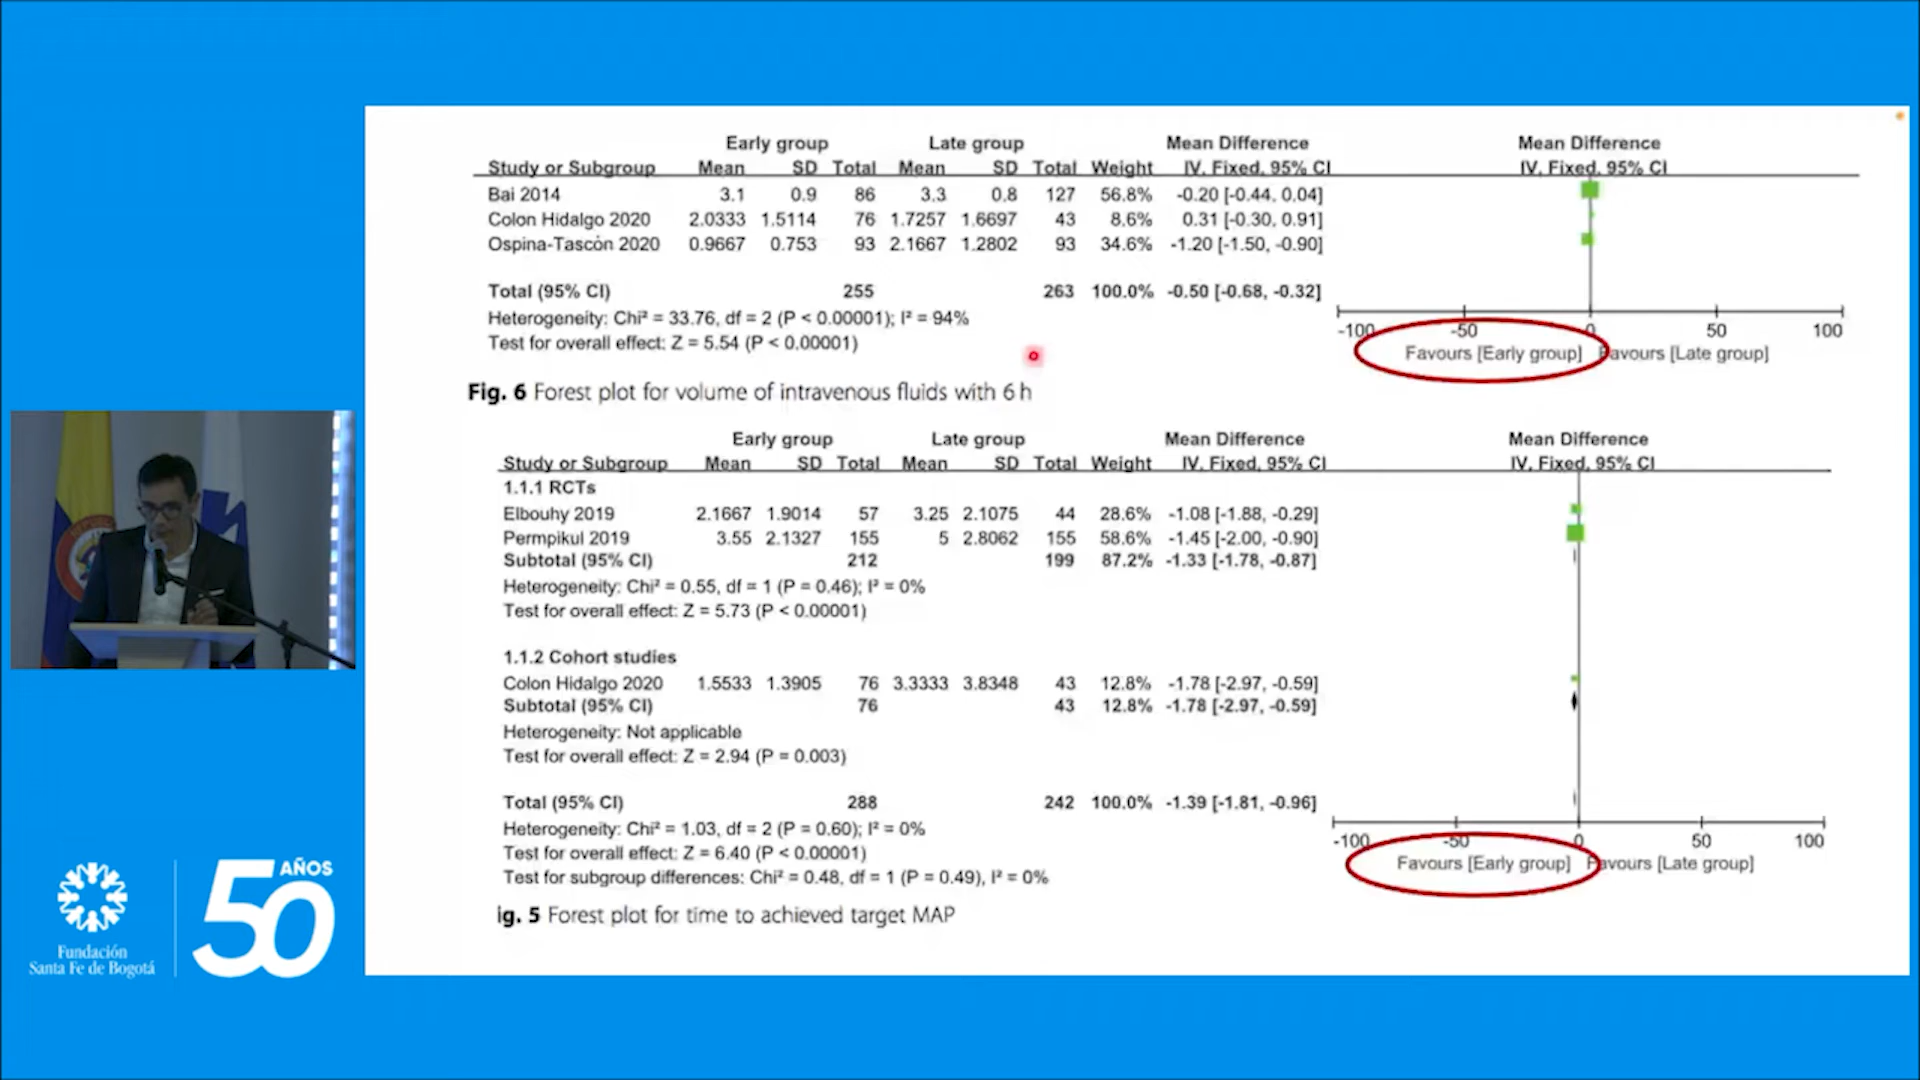 Early group Late group Mean Difference Mean Difference
Study or Subgroup Mean SD Total Mean SD Total Weight IV, Fixed, 95% CI IV, Fixed, 95% CI
Bai 2014 3.1 0.9 86 3.3 0.8 127 56.8% -0.20 [-0.44, 0.04]
Colon Hidalgo 2020 2.0333 1.5114 76 1.7257 1.6697 43 8.6% 0.31 [-0.30, 0.91]
Ospina-Tascón 2020 0.9667 0.753 93 2.1667 1.2802 93 34.6% -1.20 [-1.50, -0.90]
Total (95% CI) 255 263 100.0% -0.50 [-0.68, -0.32]
Heterogeneity: Chi² = 33.76, df = 2 (P < 0.00001); I² = 94%
Test for overall effect: Z = 5.54 (P < 0.00001)
-100 -50 0 50 100
Favours [Early group] Favours [Late group]
Fig. 6 Forest plot for volume of intravenous fluids with 6 h
Early group Late group Mean Difference Mean Difference
Study or Subgroup Mean SD Total Mean SD Total Weight IV, Fixed, 95% CI IV, Fixed, 95% CI
1.1.1 RCTs
Elbouhy 2019 2.1667 1.9014 57 3.25 2.1075 44 28.6% -1.08 [-1.88, -0.29]
Permpikul 2019 3.55 2.1327 155 5 2.8062 155 58.6% -1.45 [-2.00, -0.90]
Subtotal (95% CI) 212 199 87.2% -1.33 [-1.78, -0.87]
Heterogeneity: Chi² = 0.55, df = 1 (P = 0.46); I² = 0%
Test for overall effect: Z = 5.73 (P < 0.00001)
1.1.2 Cohort studies
Colon Hidalgo 2020 1.5533 1.3905 76 3.3333 3.8348 43 12.8% -1.78 [-2.97, -0.59]
Subtotal (95% CI) 76 43 12.8% -1.78 [-2.97, -0.59]
Heterogeneity: Not applicable
Test for overall effect: Z = 2.94 (P = 0.003)
Total (95% CI) 288 242 100.0% -1.39 [-1.81, -0.96]
Heterogeneity: Chi² = 1.03, df = 2 (P = 0.60); I² = 0%
Test for overall effect: Z = 6.40 (P < 0.00001)
Test for subgroup differences: Chi² = 0.48, df = 1 (P = 0.49), I² = 0%
-100 -50 0 50 100
Favours [Early group] Favours [Late group]
ig. 5 Forest plot for time to achieved target MAP
Fundación
Santa Fe de Bogotá
50 AÑOS